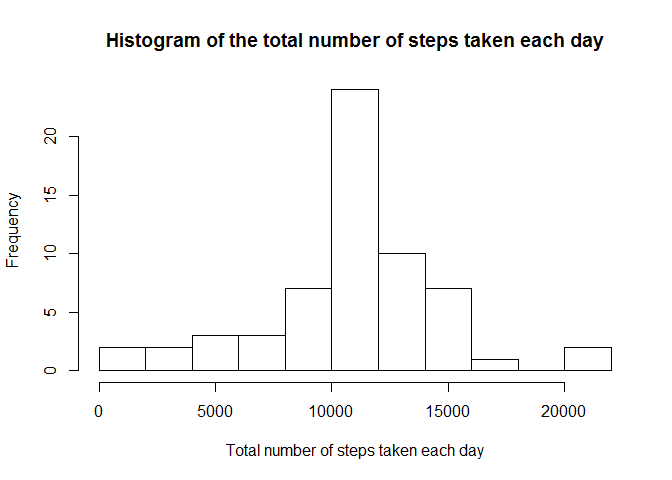 Histogram of the total number of steps taken each day
Frequency
20
15
10
5
0
0 5000 10000 15000 20000
Total number of steps taken each day